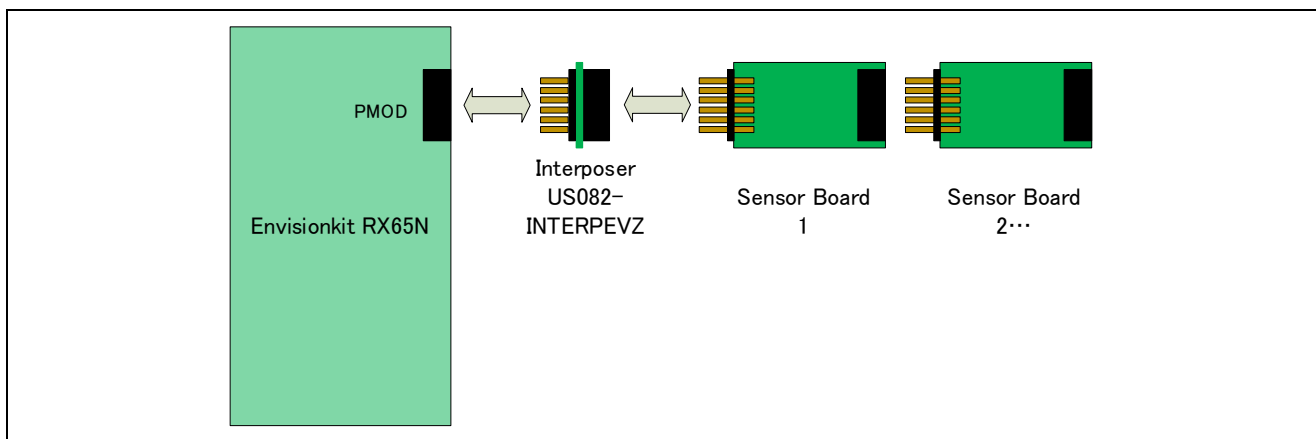 PMOD
Envisionkit RX65N
Interposer
US082-
INTERPEVZ
Sensor Board
1
Sensor Board
2…